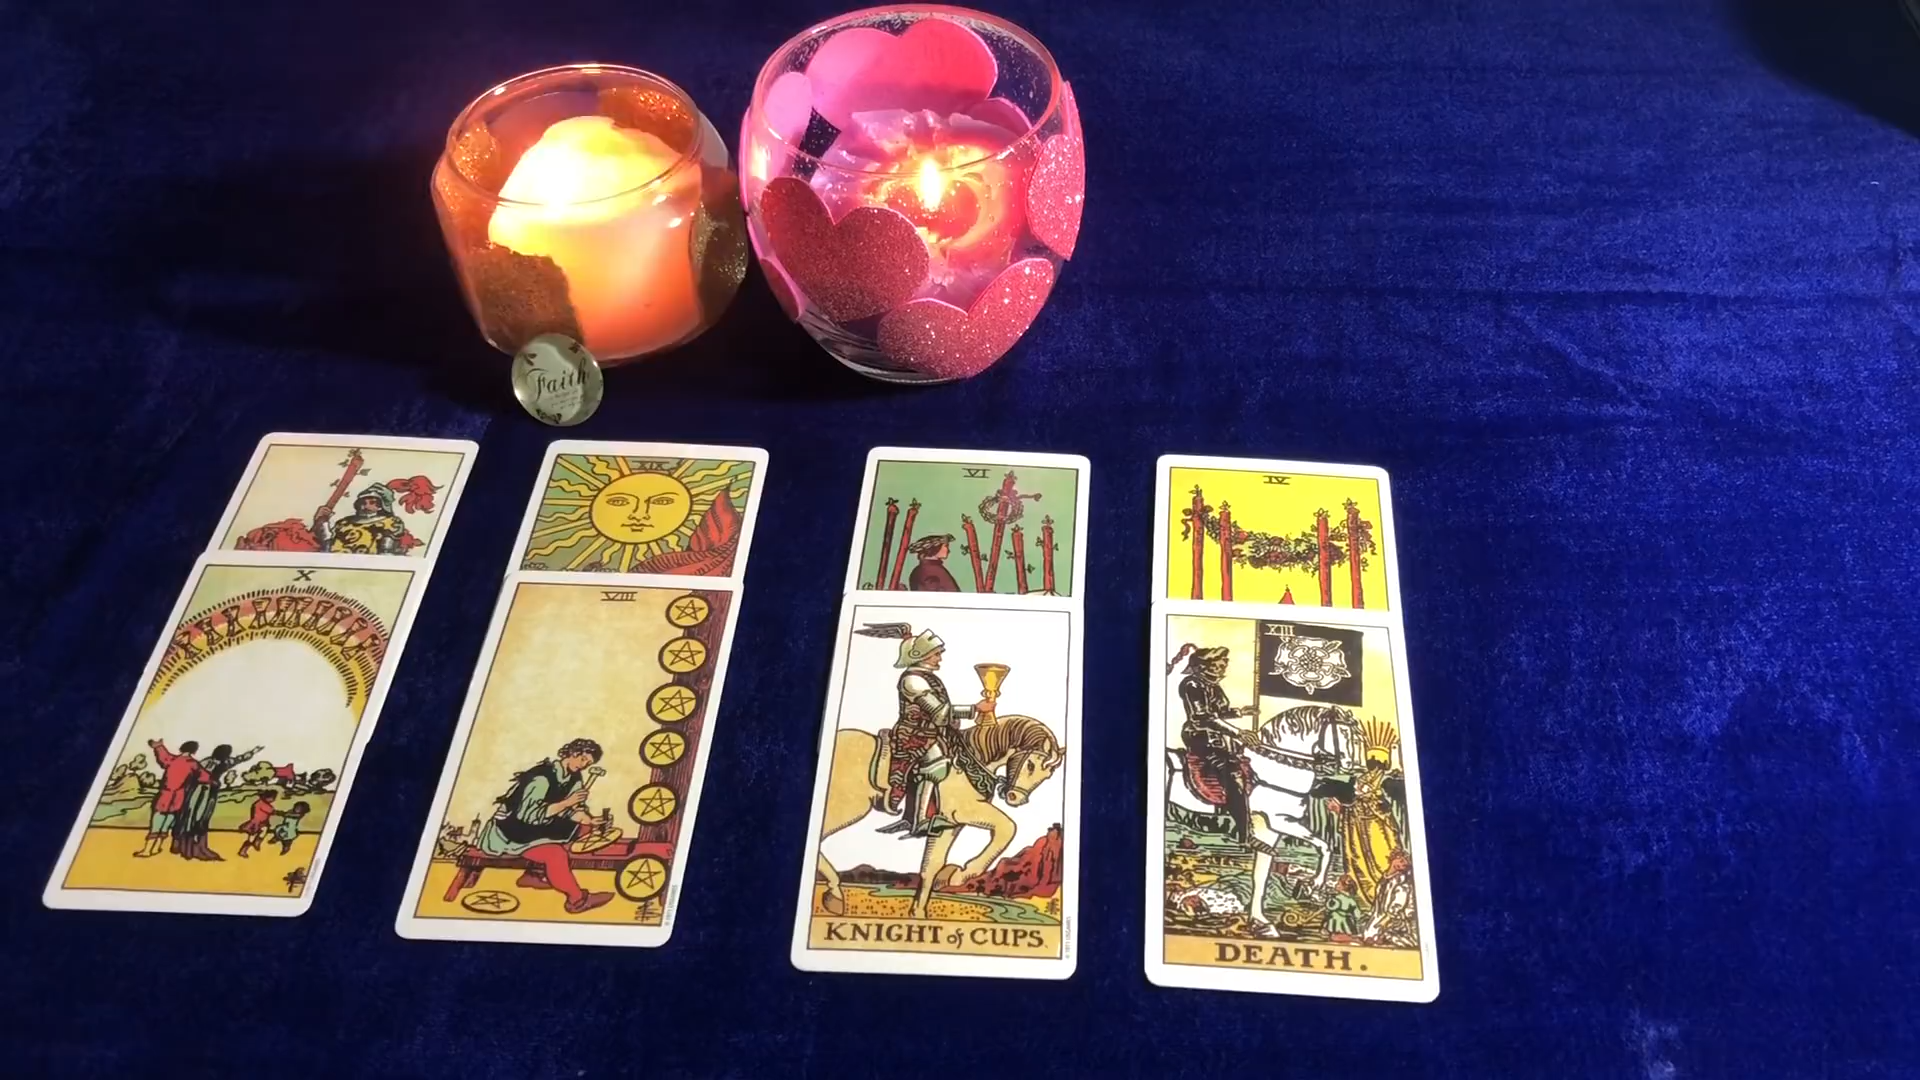 Faith
XIX
VI
IV
X
VIII
XIII
KNIGHT of CUPS.
DEATH.